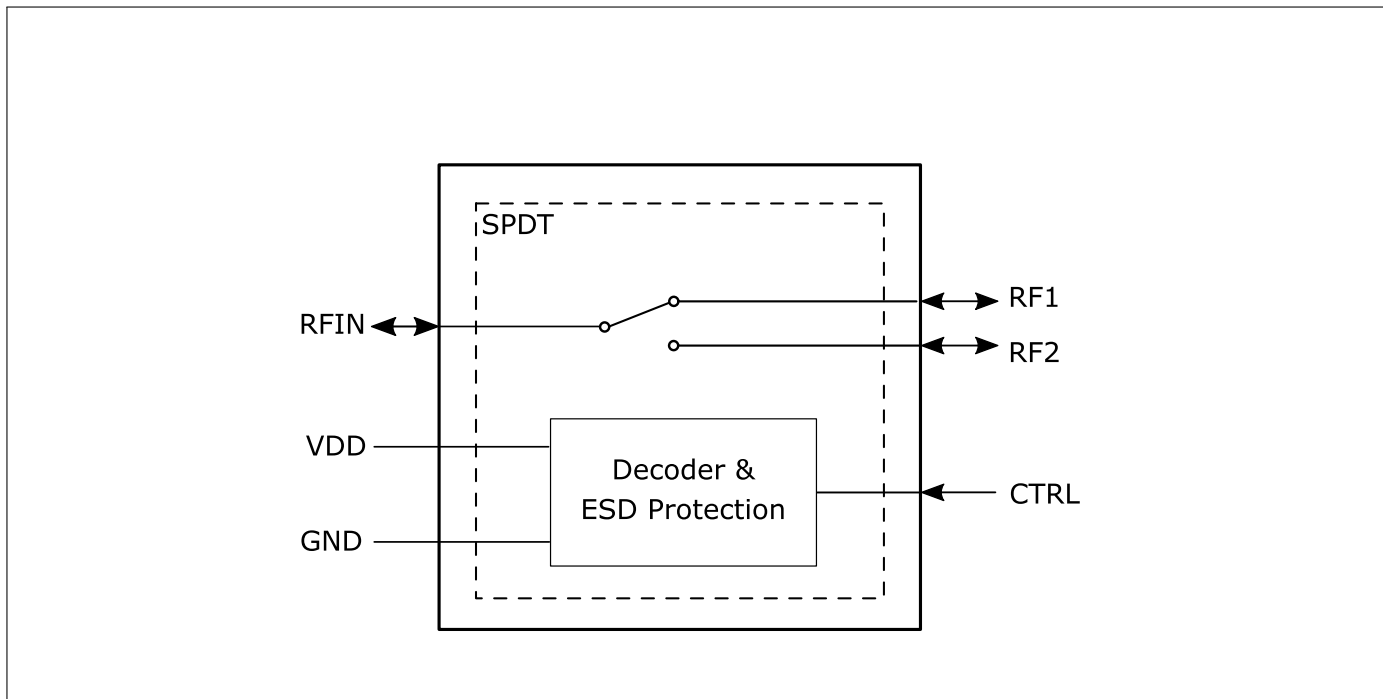 SPDT
RFIN
RF1
RF2
VDD
Decoder &
ESD Protection
CTRL
GND